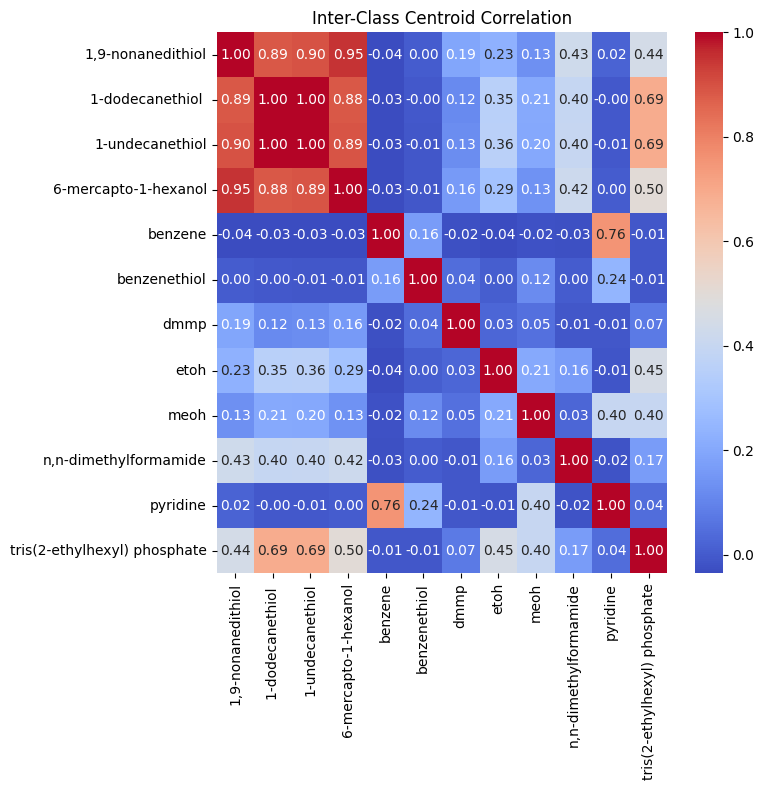 Inter-Class Centroid Correlation
1,9-nonanedithiol 1.00 0.89 0.90 0.95 -0.04 0.00 0.19 0.23 0.13 0.43 0.02 0.44
1-dodecanethiol 0.89 1.00 1.00 0.88 -0.03 -0.00 0.12 0.35 0.21 0.40 -0.00 0.69
1-undecanethiol 0.90 1.00 1.00 0.89 -0.03 -0.01 0.13 0.36 0.20 0.40 -0.01 0.69
6-mercapto-1-hexanol 0.95 0.88 0.89 1.00 -0.03 -0.01 0.16 0.29 0.13 0.42 0.00 0.50
benzene -0.04 -0.03 -0.03 -0.03 1.00 0.16 -0.02 -0.04 -0.02 -0.03 0.76 -0.01
benzenethiol 0.00 -0.00 -0.01 -0.01 0.16 1.00 0.04 0.00 0.12 0.00 0.24 -0.01
dmmp 0.19 0.12 0.13 0.16 -0.02 0.04 1.00 0.03 0.05 -0.01 -0.01 0.07
etoh 0.23 0.35 0.36 0.29 -0.04 0.00 0.03 1.00 0.21 0.16 -0.01 0.45
meoh 0.13 0.21 0.20 0.13 -0.02 0.12 0.05 0.21 1.00 0.03 0.40 0.40
n,n-dimethylformamide 0.43 0.40 0.40 0.42 -0.03 0.00 -0.01 0.16 0.03 1.00 -0.02 0.17
pyridine 0.02 -0.00 -0.01 0.00 0.76 0.24 -0.01 -0.01 0.40 -0.02 1.00 0.04
tris(2-ethylhexyl) phosphate 0.44 0.69 0.69 0.50 -0.01 -0.01 0.07 0.45 0.40 0.17 0.04 1.00
1,9-nonanedithiol
1-dodecanethiol
1-undecanethiol
6-mercapto-1-hexanol
benzene
benzenethiol
dmmp
etoh
meoh
n,n-dimethylformamide
pyridine
tris(2-ethylhexyl) phosphate
1.0
0.8
0.6
0.4
0.2
0.0